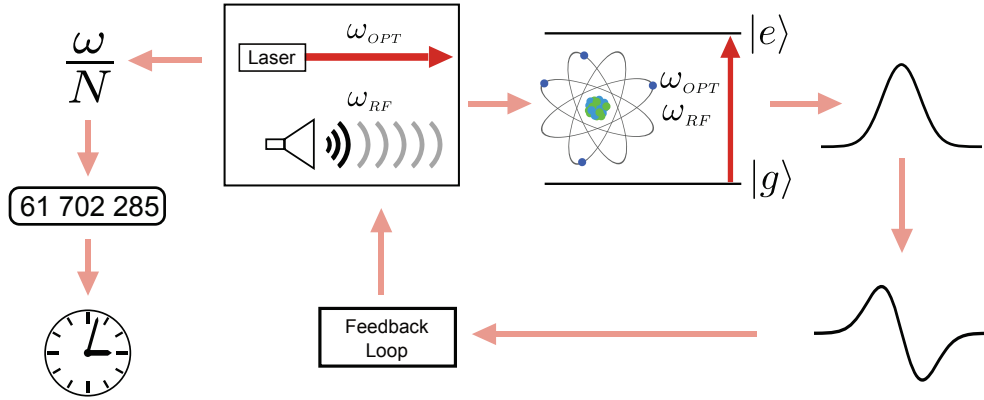 ω/N
61 702 285
Laser
ω_OPT
ω_RF
ω_OPT
ω_RF
|e⟩
|g⟩
Feedback
Loop